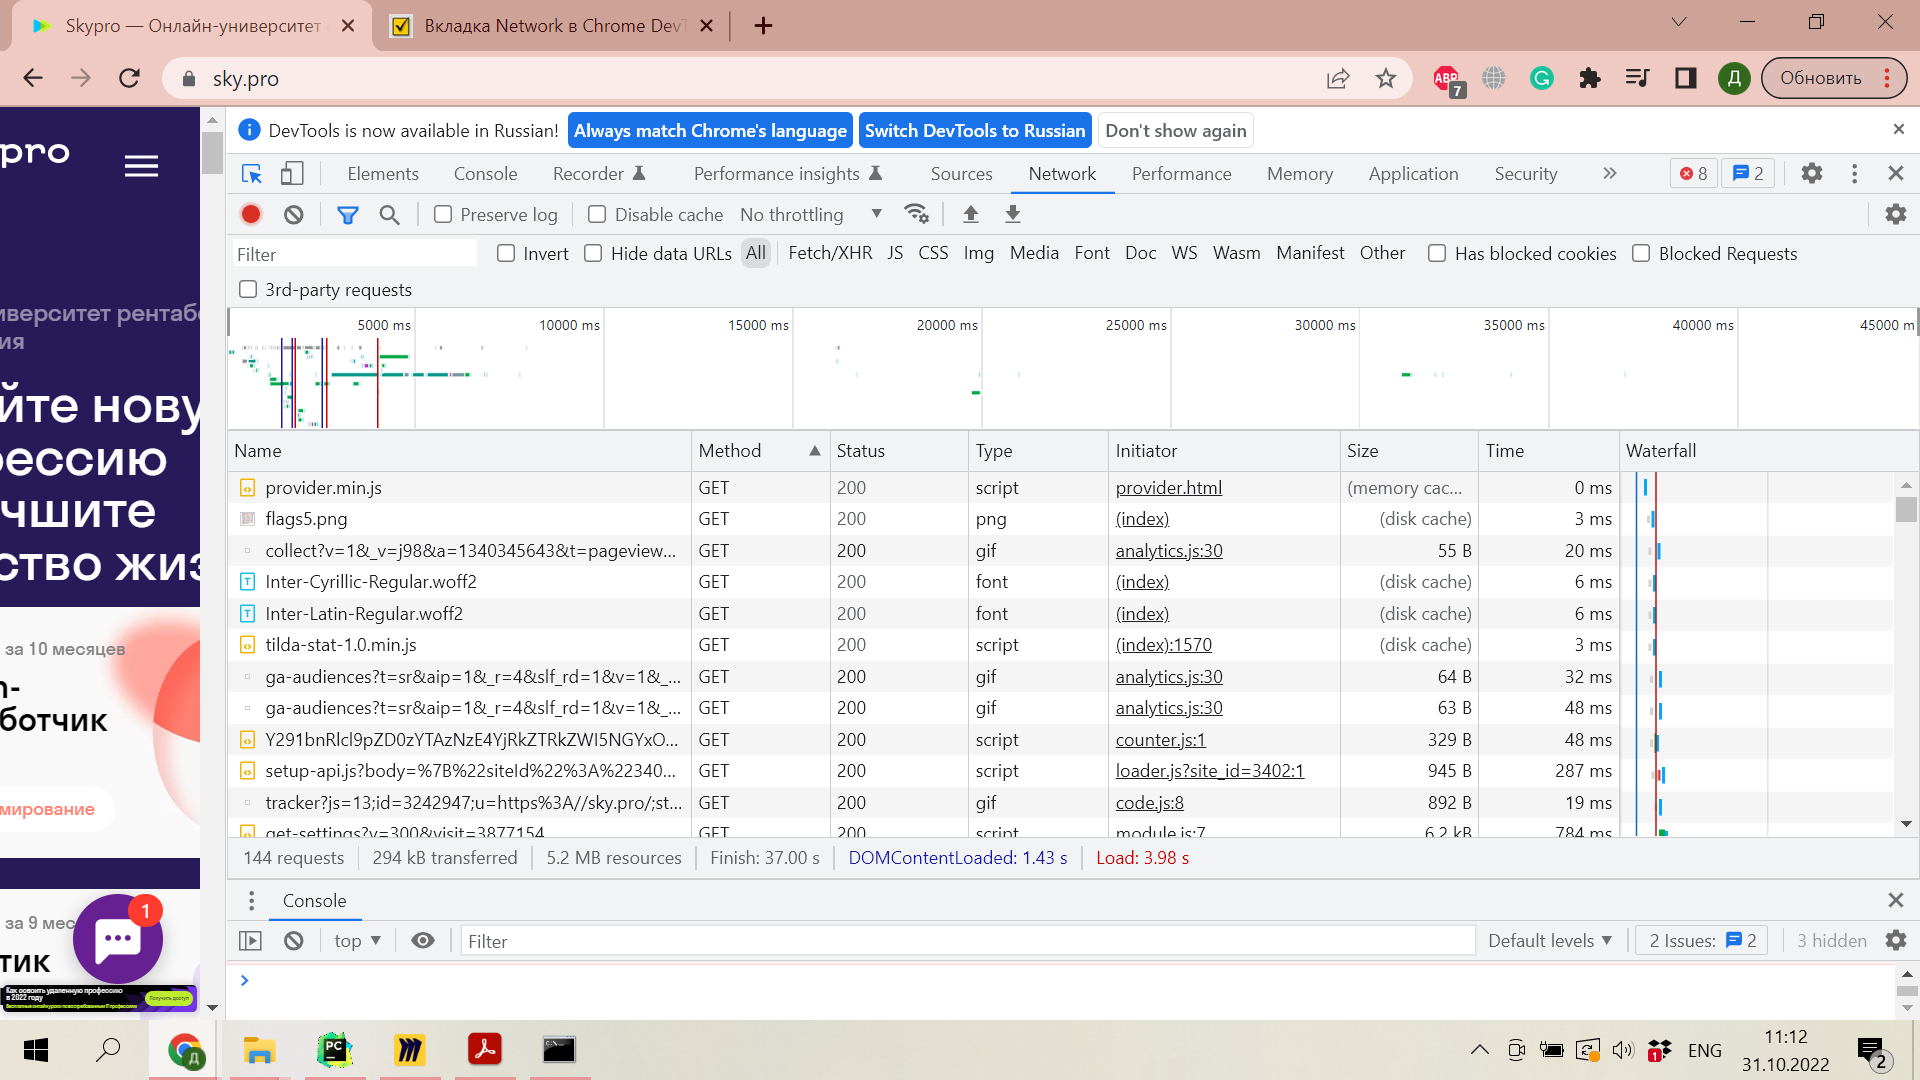 Skypro — Онлайн-университет
Вкладка Network в Chrome Dev
sky.pro
ABP
7
Д
Обновить
DevTools is now available in Russian!
Always match Chrome's language
Switch DevTools to Russian
Don't show again
Elements
Console
Recorder
Performance insights
Sources
Network
Performance
Memory
Application
Security
8
2
Preserve log
Disable cache
No throttling
Filter
Invert
Hide data URLs
All
Fetch/XHR
JS
CSS
Img
Media
Font
Doc
WS
Wasm
Manifest
Other
Has blocked cookies
Blocked Requests
3rd-party requests
5000 ms
10000 ms
15000 ms
20000 ms
25000 ms
30000 ms
35000 ms
40000 ms
45000 m
Name Method Status Type Initiator Size Time Waterfall
provider.min.js GET 200 script provider.html (memory cac... 0 ms
flags5.png GET 200 png (index) (disk cache) 3 ms
collect?v=1&_v=j98&a=1340345643&t=pageview... GET 200 gif analytics.js:30 55 B 20 ms
Inter-Cyrillic-Regular.woff2 GET 200 font (index) (disk cache) 6 ms
Inter-Latin-Regular.woff2 GET 200 font (index) (disk cache) 6 ms
tilda-stat-1.0.min.js GET 200 script (index):1570 (disk cache) 3 ms
ga-audiences?t=sr&aip=1&_r=4&slf_rd=1&v=1&_... GET 200 gif analytics.js:30 64 B 32 ms
ga-audiences?t=sr&aip=1&_r=4&slf_rd=1&v=1&_... GET 200 gif analytics.js:30 63 B 48 ms
Y291bnRlcl9pZD0zYTAzNzE4YjRkZTRkZWI5NGYxO... GET 200 script counter.js:1 329 B 48 ms
setup-api.js?body=%7B%22siteId%22%3A%22340... GET 200 script loader.js?site_id=3402:1 945 B 287 ms
tracker?js=13;id=3242947;u=https%3A//sky.pro/;st... GET 200 gif code.js:8 892 B 19 ms
get-settings?v=300&visit=3877154 GET 200 script module.js:7 6.2 kB 784 ms
144 requests
294 kB transferred
5.2 MB resources
Finish: 37.00 s
DOMContentLoaded: 1.43 s
Load: 3.98 s
Console
top
Filter
Default levels
2 Issues:
2
3 hidden
pro
иверситет рентабе
ия
йте нову
рессию
чшите
ство жиз
за 10 месяцев
ботчик
мирование
за 9 мес
1
тик
Как освоить удаленную профессию
в 2022 году
Получить доступ
PC
Д
1
ENG
11:12
31.10.2022
2